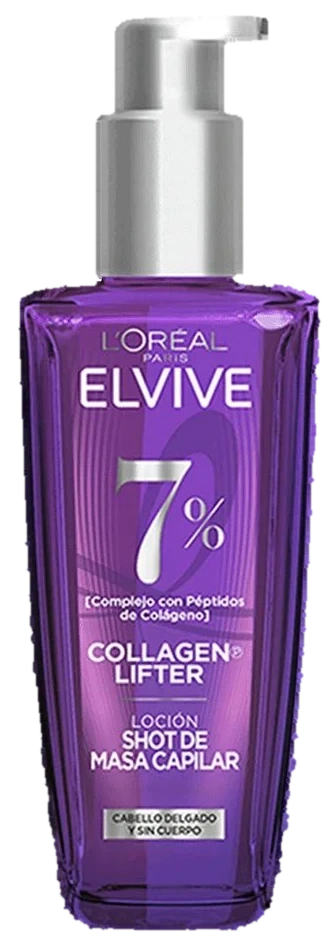 L'ORÉAL
PARIS
ELVIVE
7%
[Complejo con Péptidos
de Colágeno]
COLLAGEN℗
LIFTER
LOCIÓN
SHOT DE
MASA CAPILAR
CABELLO DELGADO
Y SIN CUERPO